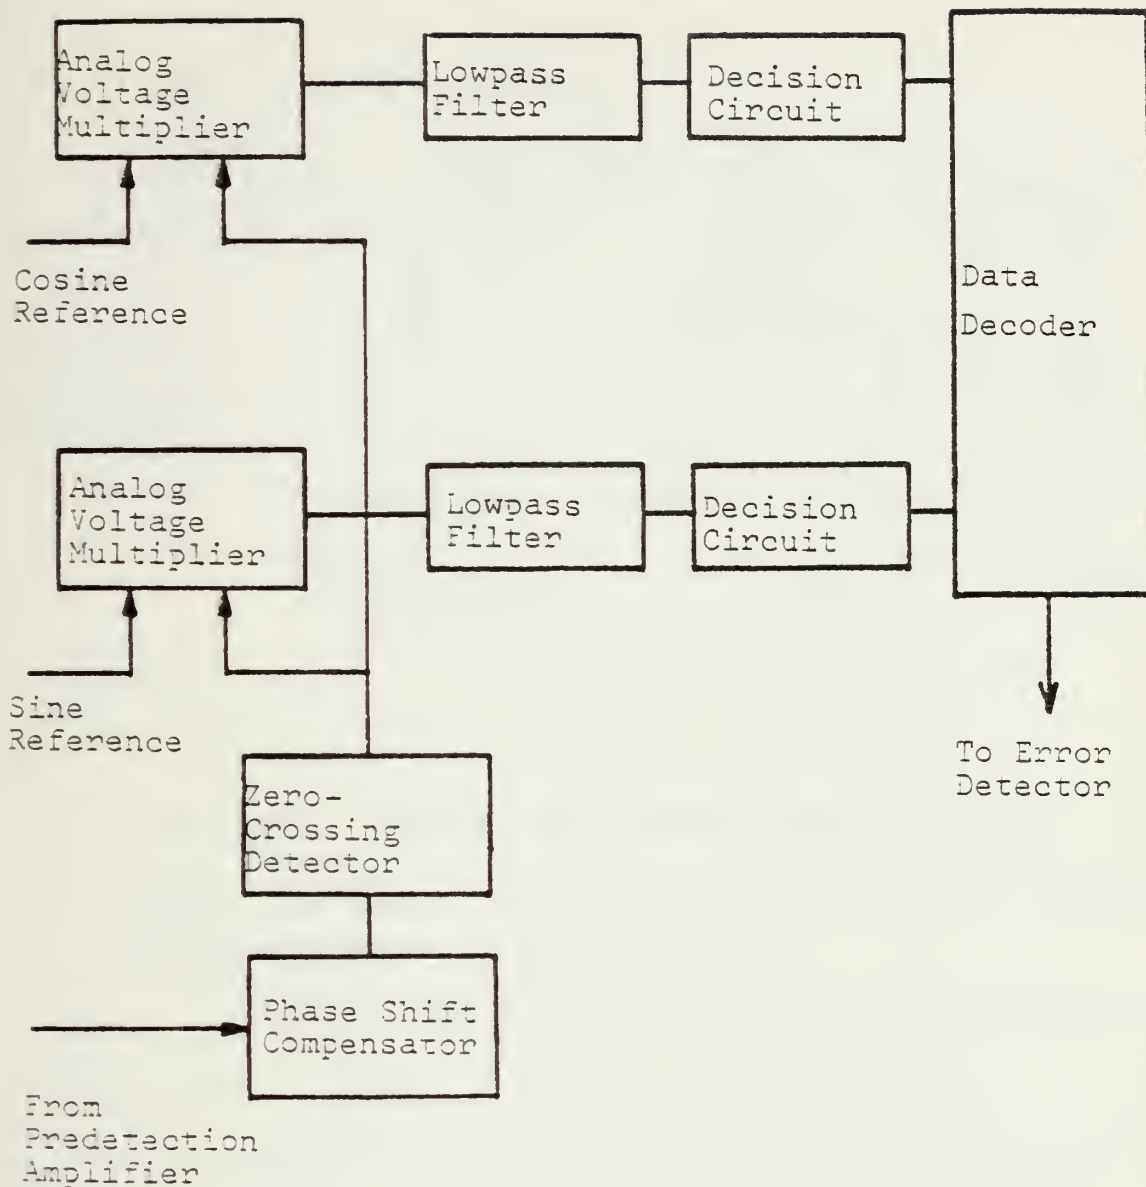 Analog
Voltage
Multiplier
Lowpass
Filter
Decision
Circuit
Cosine
Reference
Data
Decoder
Analog
Voltage
Multiplier
Lowpass
Filter
Decision
Circuit
Sine
Reference
To Error
Detector
Zero-
Crossing
Detector
Phase Shift
Compensator
From
Predetection
Amplifier